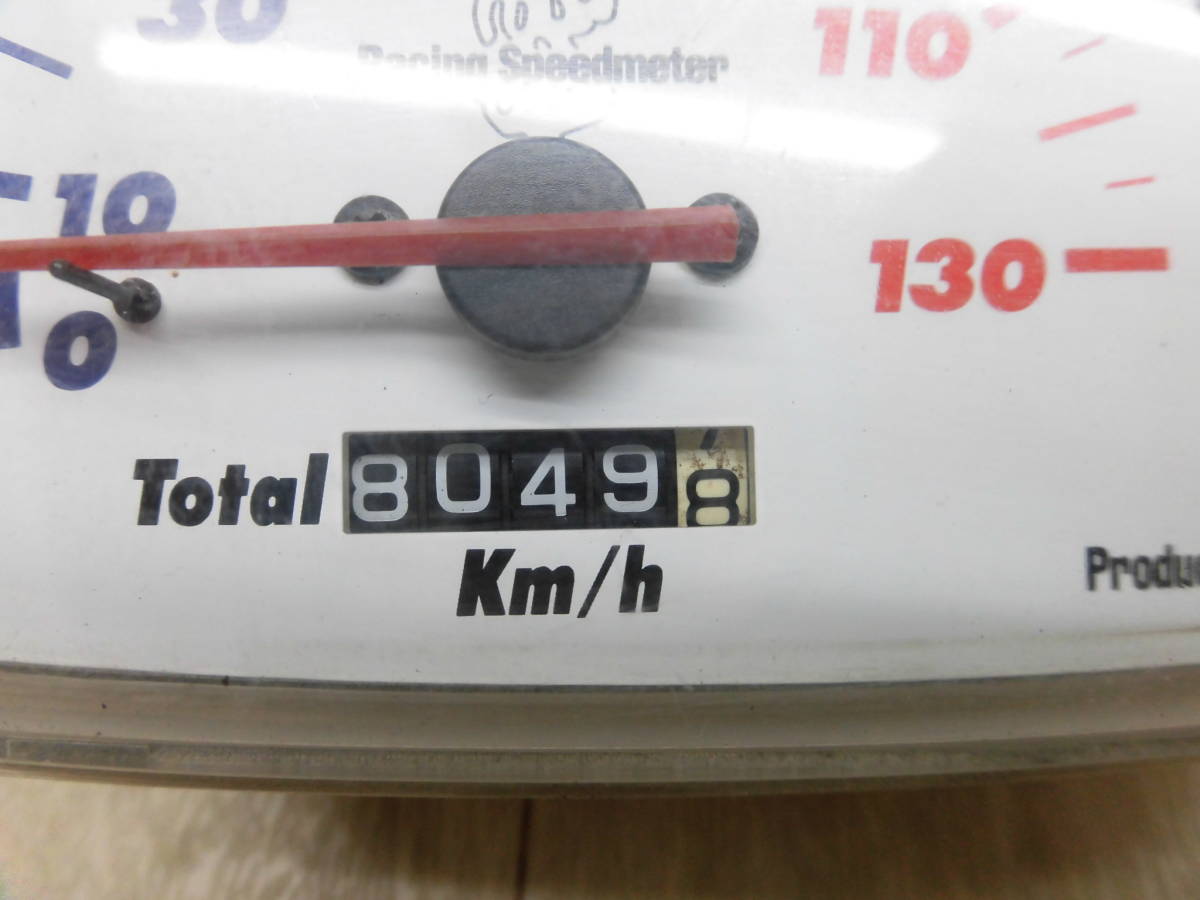 30
Racing Speedmeter
110
10
130
0
Total 80498
Km/h